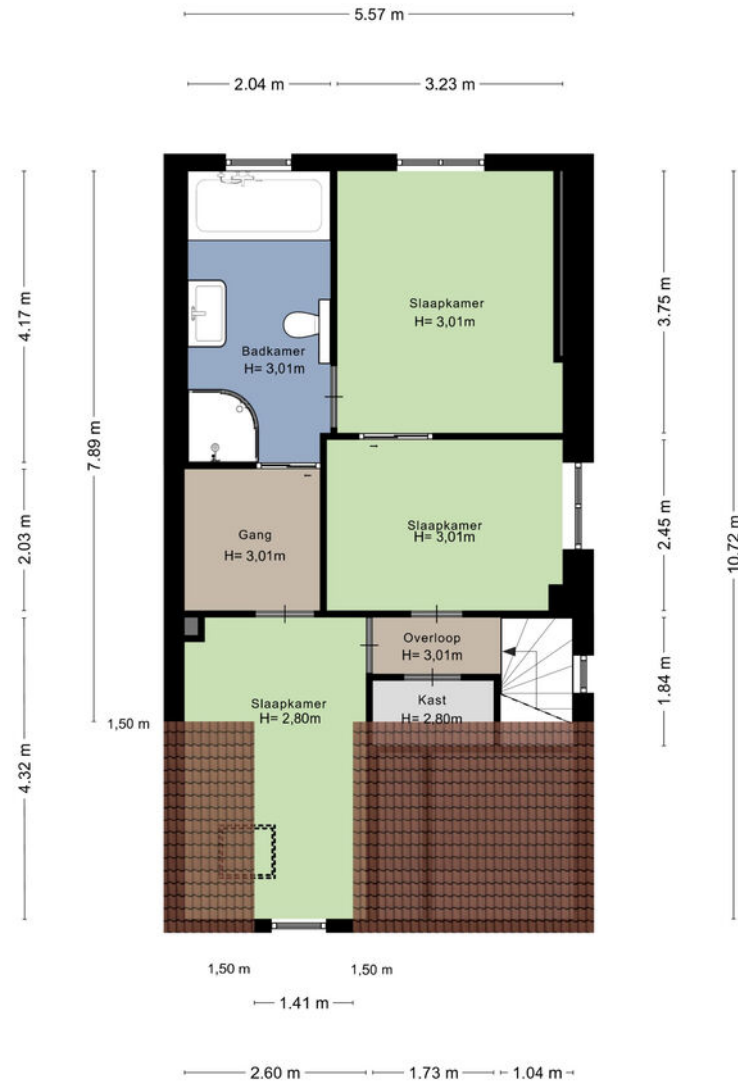 5.57 m
2.04 m
3.23 m
4.17 m
7.89 m
2.03 m
4.32 m
3.75 m
2.45 m
1.84 m
10.72 m
Slaapkamer
H= 3,01m
Badkamer
H= 3,01m
Gang
H= 3,01m
Slaapkamer
H= 3,01m
Overloop
H= 3,01m
Slaapkamer
H= 2,80m
Kast
H= 2,80m
1,50 m
1,50 m
1,50 m
1.41 m
2.60 m
1.73 m
1.04 m